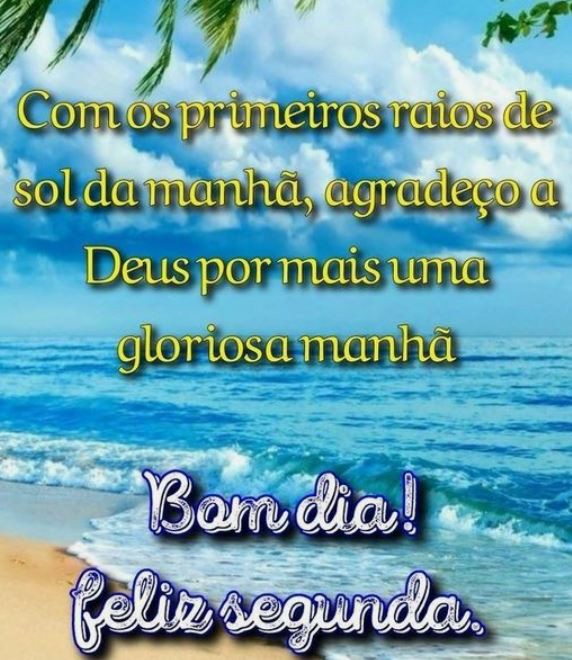 Com os primeiros raios de
sol da manhã, agradeço a
Deus por mais uma
gloriosa manhã
Bom dia!
feliz segunda.